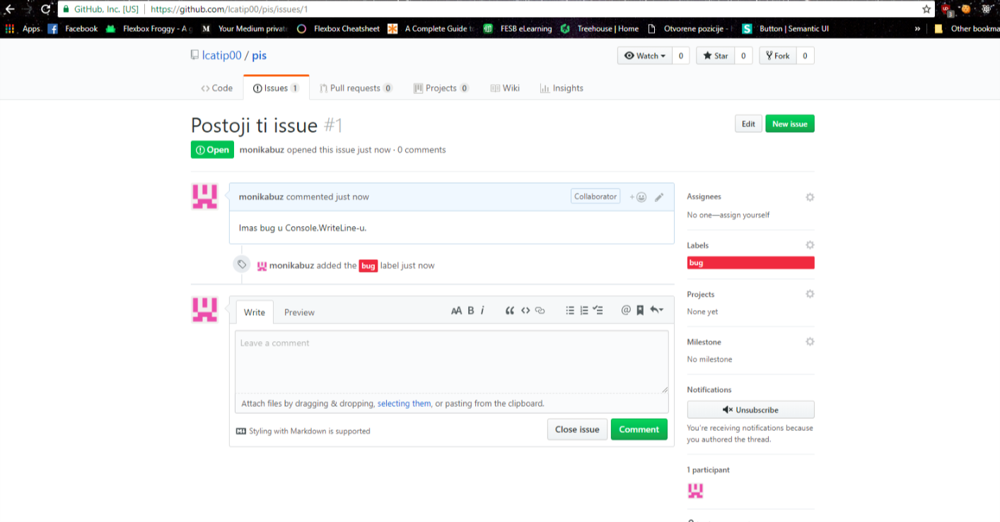 GitHub, Inc. [US] https://github.com/lcatip00/pis/issues/1
Apps Facebook Flexbox Froggy - A g Your Medium private Flexbox Cheatsheet A Complete Guide to FESB eLearning Treehouse | Home Otvorene pozicije - Button | Semantic UI » Other bookma
lcatip00 / pis
Watch 0 Star 0 Fork 0
Code Issues 1 Pull requests 0 Projects 0 Wiki Insights
Postoji ti issue #1
Edit New issue
Open monikabuz opened this issue just now · 0 comments
monikabuz commented just now Collaborator
Imas bug u Console.WriteLine-u.
monikabuz added the bug label just now
Write Preview
Leave a comment
Attach files by dragging & dropping, selecting them, or pasting from the clipboard.
Styling with Markdown is supported
Close issue Comment
Assignees
No one—assign yourself
Labels
bug
Projects
None yet
Milestone
No milestone
Notifications
Unsubscribe
You're receiving notifications because
you authored the thread.
1 participant